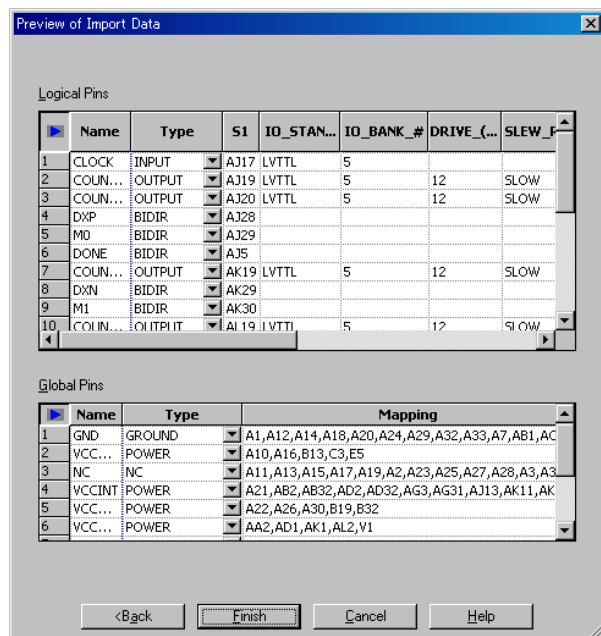 Preview of Import Data
Logical Pins
Name Type S1 IO_STAN... IO_BANK_# DRIVE_(... SLEW_F
1 CLOCK INPUT AJ17 LVTTL 5
2 COUN... OUTPUT AJ19 LVTTL 5 12 SLOW
3 COUN... OUTPUT AJ20 LVTTL 5 12 SLOW
4 DXP BIDIR AJ28
5 M0 BIDIR AJ29
6 DONE BIDIR AJ5
7 COUN... OUTPUT AK19 LVTTL 5 12 SLOW
8 DXN BIDIR AK29
9 M1 BIDIR AK30
10 COUN... OUTPUT AL19 LVTTL 5 12 SLOW
Global Pins
Name Type Mapping
1 GND GROUND A1,A12,A14,A18,A20,A24,A29,A32,A33,A7,AB1,AC
2 VCC... POWER A10,A16,B13,C3,E5
3 NC NC A11,A13,A15,A17,A19,A2,A23,A25,A27,A28,A3,A3
4 VCCINT POWER A21,AB2,AB32,AD2,AD32,AG3,AG31,AJ13,AK11,AK
5 VCC... POWER A22,A26,A30,B19,B32
6 VCC... POWER AA2,AD1,AK1,AL2,V1
<Back Finish Cancel Help